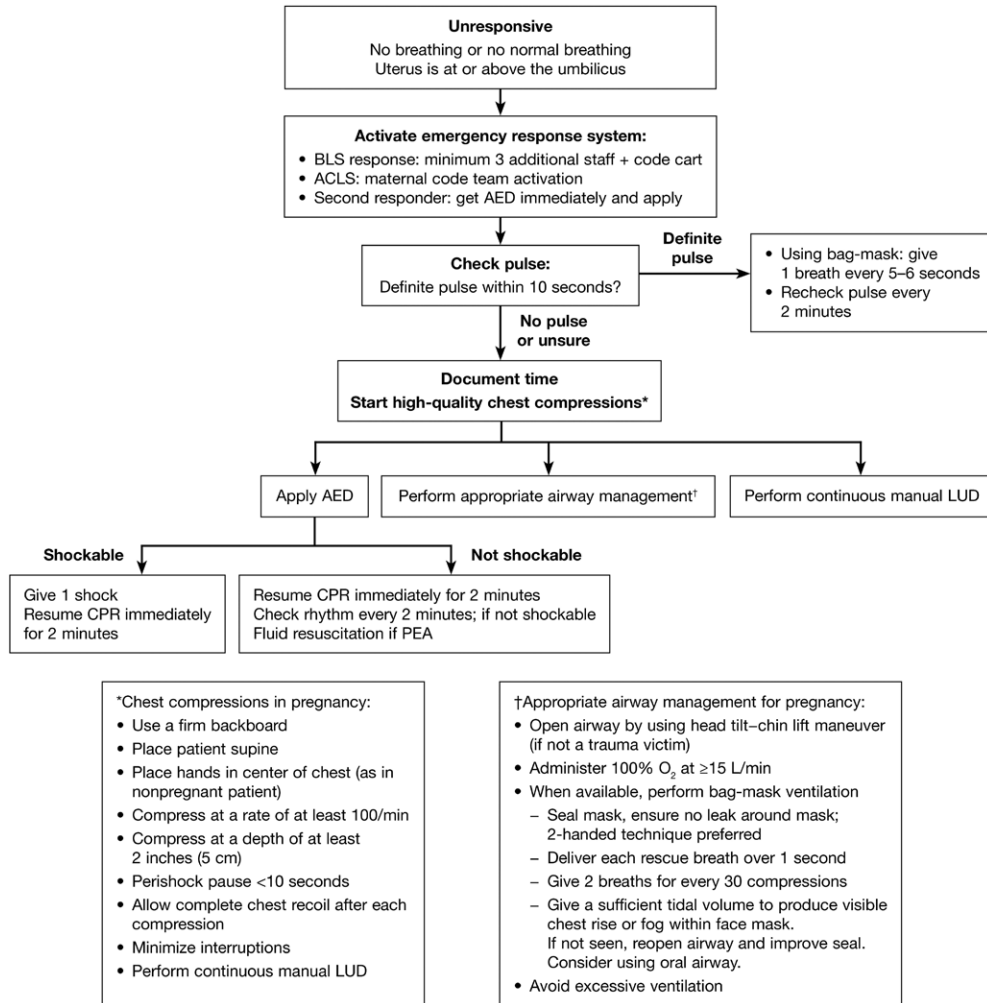 Unresponsive
No breathing or no normal breathing
Uterus is at or above the umbilicus
Activate emergency response system:
• BLS response: minimum 3 additional staff + code cart
• ACLS: maternal code team activation
• Second responder: get AED immediately and apply
Check pulse:
Definite pulse within 10 seconds?
Definite
pulse
• Using bag-mask: give
1 breath every 5–6 seconds
• Recheck pulse every
2 minutes
No pulse
or unsure
Document time
Start high-quality chest compressions*
Apply AED
Perform appropriate airway management†
Perform continuous manual LUD
Shockable
Not shockable
Give 1 shock
Resume CPR immediately
for 2 minutes
Resume CPR immediately for 2 minutes
Check rhythm every 2 minutes; if not shockable
Fluid resuscitation if PEA
*Chest compressions in pregnancy:
• Use a firm backboard
• Place patient supine
• Place hands in center of chest (as in
nonpregnant patient)
• Compress at a rate of at least 100/min
• Compress at a depth of at least
2 inches (5 cm)
• Perishock pause <10 seconds
• Allow complete chest recoil after each
compression
• Minimize interruptions
• Perform continuous manual LUD
†Appropriate airway management for pregnancy:
• Open airway by using head tilt–chin lift maneuver
(if not a trauma victim)
• Administer 100% O₂ at ≥15 L/min
• When available, perform bag-mask ventilation
– Seal mask, ensure no leak around mask;
2-handed technique preferred
– Deliver each rescue breath over 1 second
– Give 2 breaths for every 30 compressions
– Give a sufficient tidal volume to produce visible
chest rise or fog within face mask.
If not seen, reopen airway and improve seal.
Consider using oral airway.
• Avoid excessive ventilation